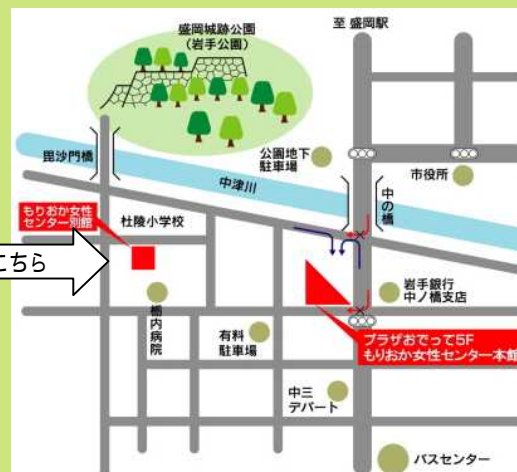 盛岡城跡公園
（岩手公園）
至 盛岡駅
毘沙門橋
公園地下
駐車場
市役所
中津川
中の橋
もりおか女性
センター別館
杜陵小学校
こちら
岩手銀行
中ノ橋支店
栃内病院
有料
駐車場
プラザおでって5F
もりおか女性センター本館
中三
デパート
バスセンター